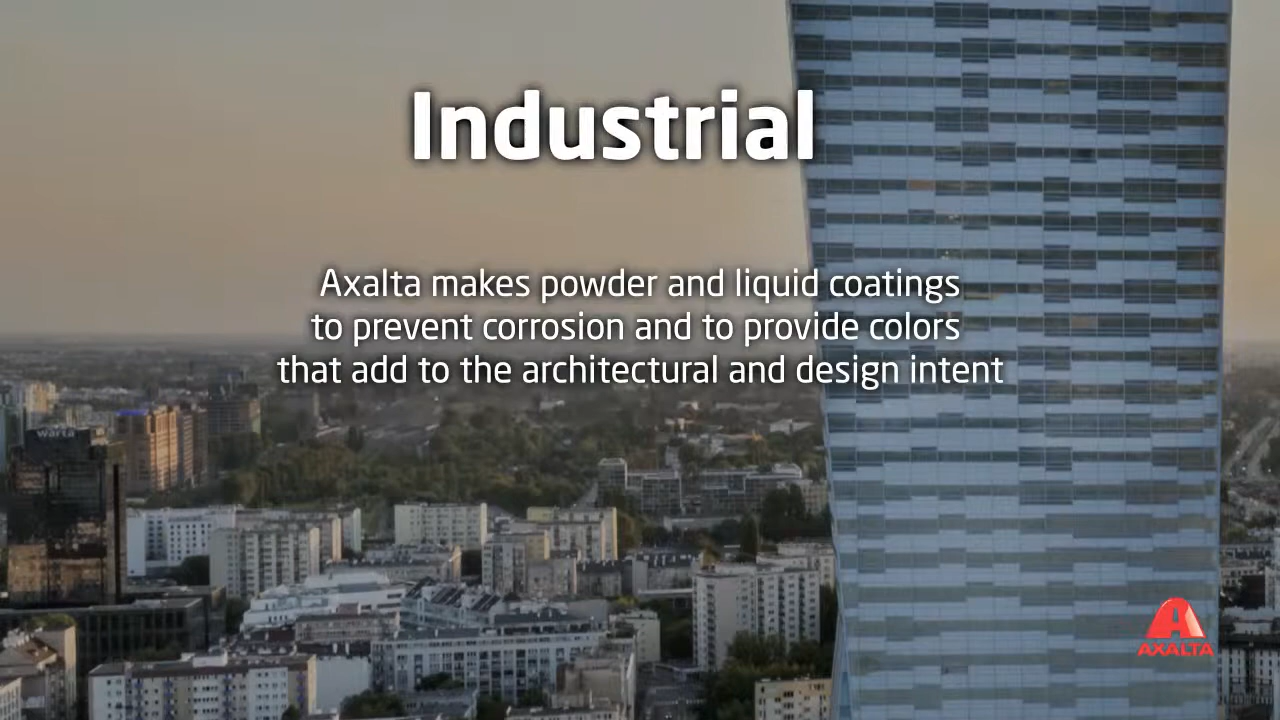 Industrial
Axalta makes powder and liquid coatings
to prevent corrosion and to provide colors
that add to the architectural and design intent
warta
AXALTA